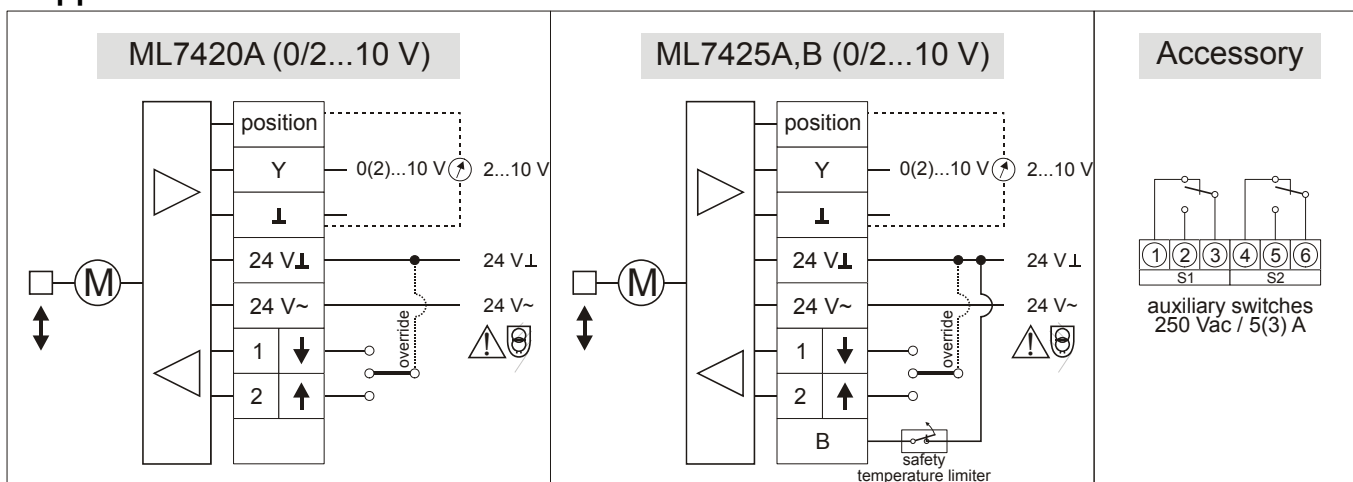 ML7420A (0/2...10 V)
position
Y
0(2)...10 V
2...10 V
⊥
24 V⊥
24 V⊥
24 V~
24 V~
M
1
2
override
ML7425A,B (0/2...10 V)
position
Y
0(2)...10 V
2...10 V
⊥
24 V⊥
24 V⊥
24 V~
24 V~
M
1
2
B
override
safety
temperature limiter
Accessory
1 2 3 4 5 6
S1 S2
auxiliary switches
250 Vac / 5(3) A